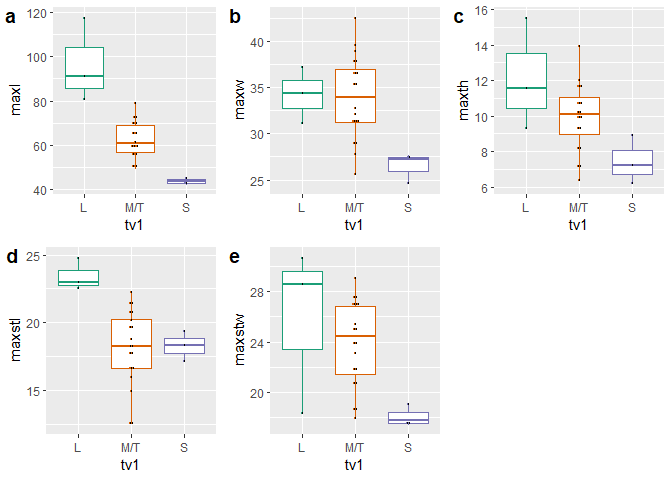 a
120
100
80
60
40
maxl
L M/T S
tv1
b
40
35
30
25
maxw
L M/T S
tv1
c
16
14
12
10
8
6
maxth
L M/T S
tv1
d
25
20
15
maxstl
L M/T S
tv1
e
28
24
20
maxstw
L M/T S
tv1